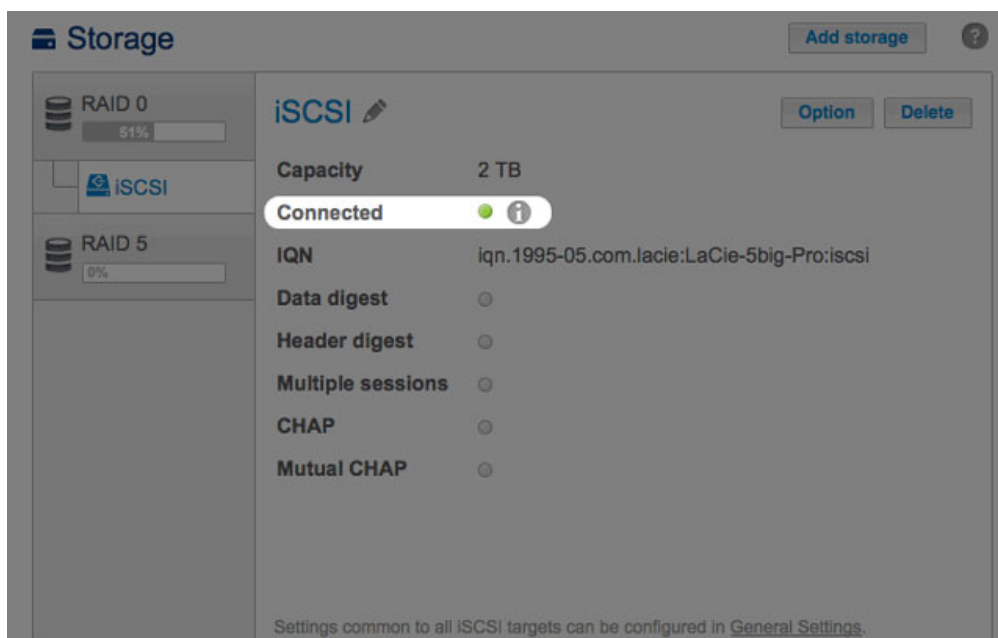 Storage
Add storage
?
RAID 0
51%
iSCSI
RAID 5
0%
iSCSI
Option
Delete
Capacity 2 TB
Connected
IQN iqn.1995-05.com.lacie:LaCie-5big-Pro:iscsi
Data digest
Header digest
Multiple sessions
CHAP
Mutual CHAP
Settings common to all iSCSI targets can be configured in General Settings.